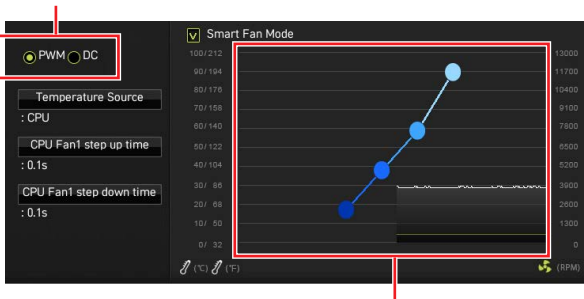 Smart Fan Mode
PWM DC
Temperature Source
: CPU
CPU Fan1 step up time
: 0.1s
CPU Fan1 step down time
: 0.1s
100/212 13000
90/194 11700
80/176 10400
70/158 9100
60/140 7800
50/122 6500
40/104 5200
30/ 86 3900
20/ 68 2600
10/ 50 1300
0/ 32 0
(℃) (℉) (RPM)